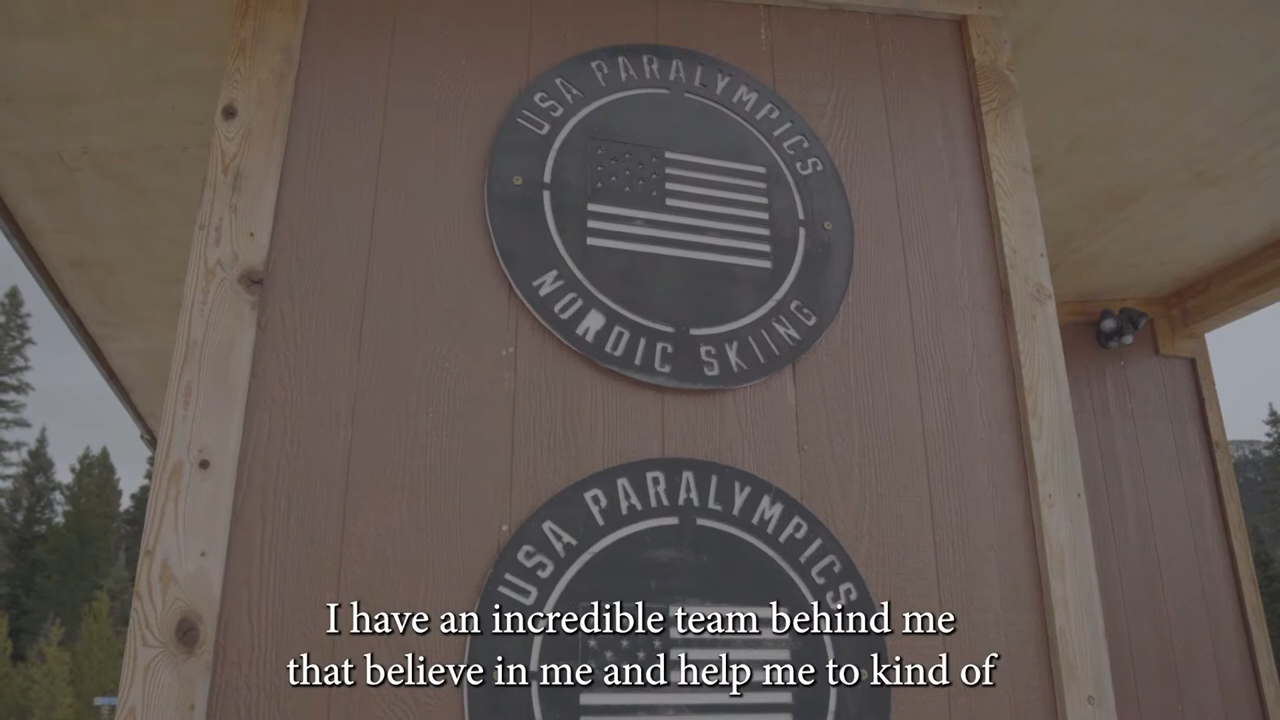 USA PARALYMPICS
NORDIC SKIING
USA PARALYMPICS
I have an incredible team behind me
that believe in me and help me to kind of